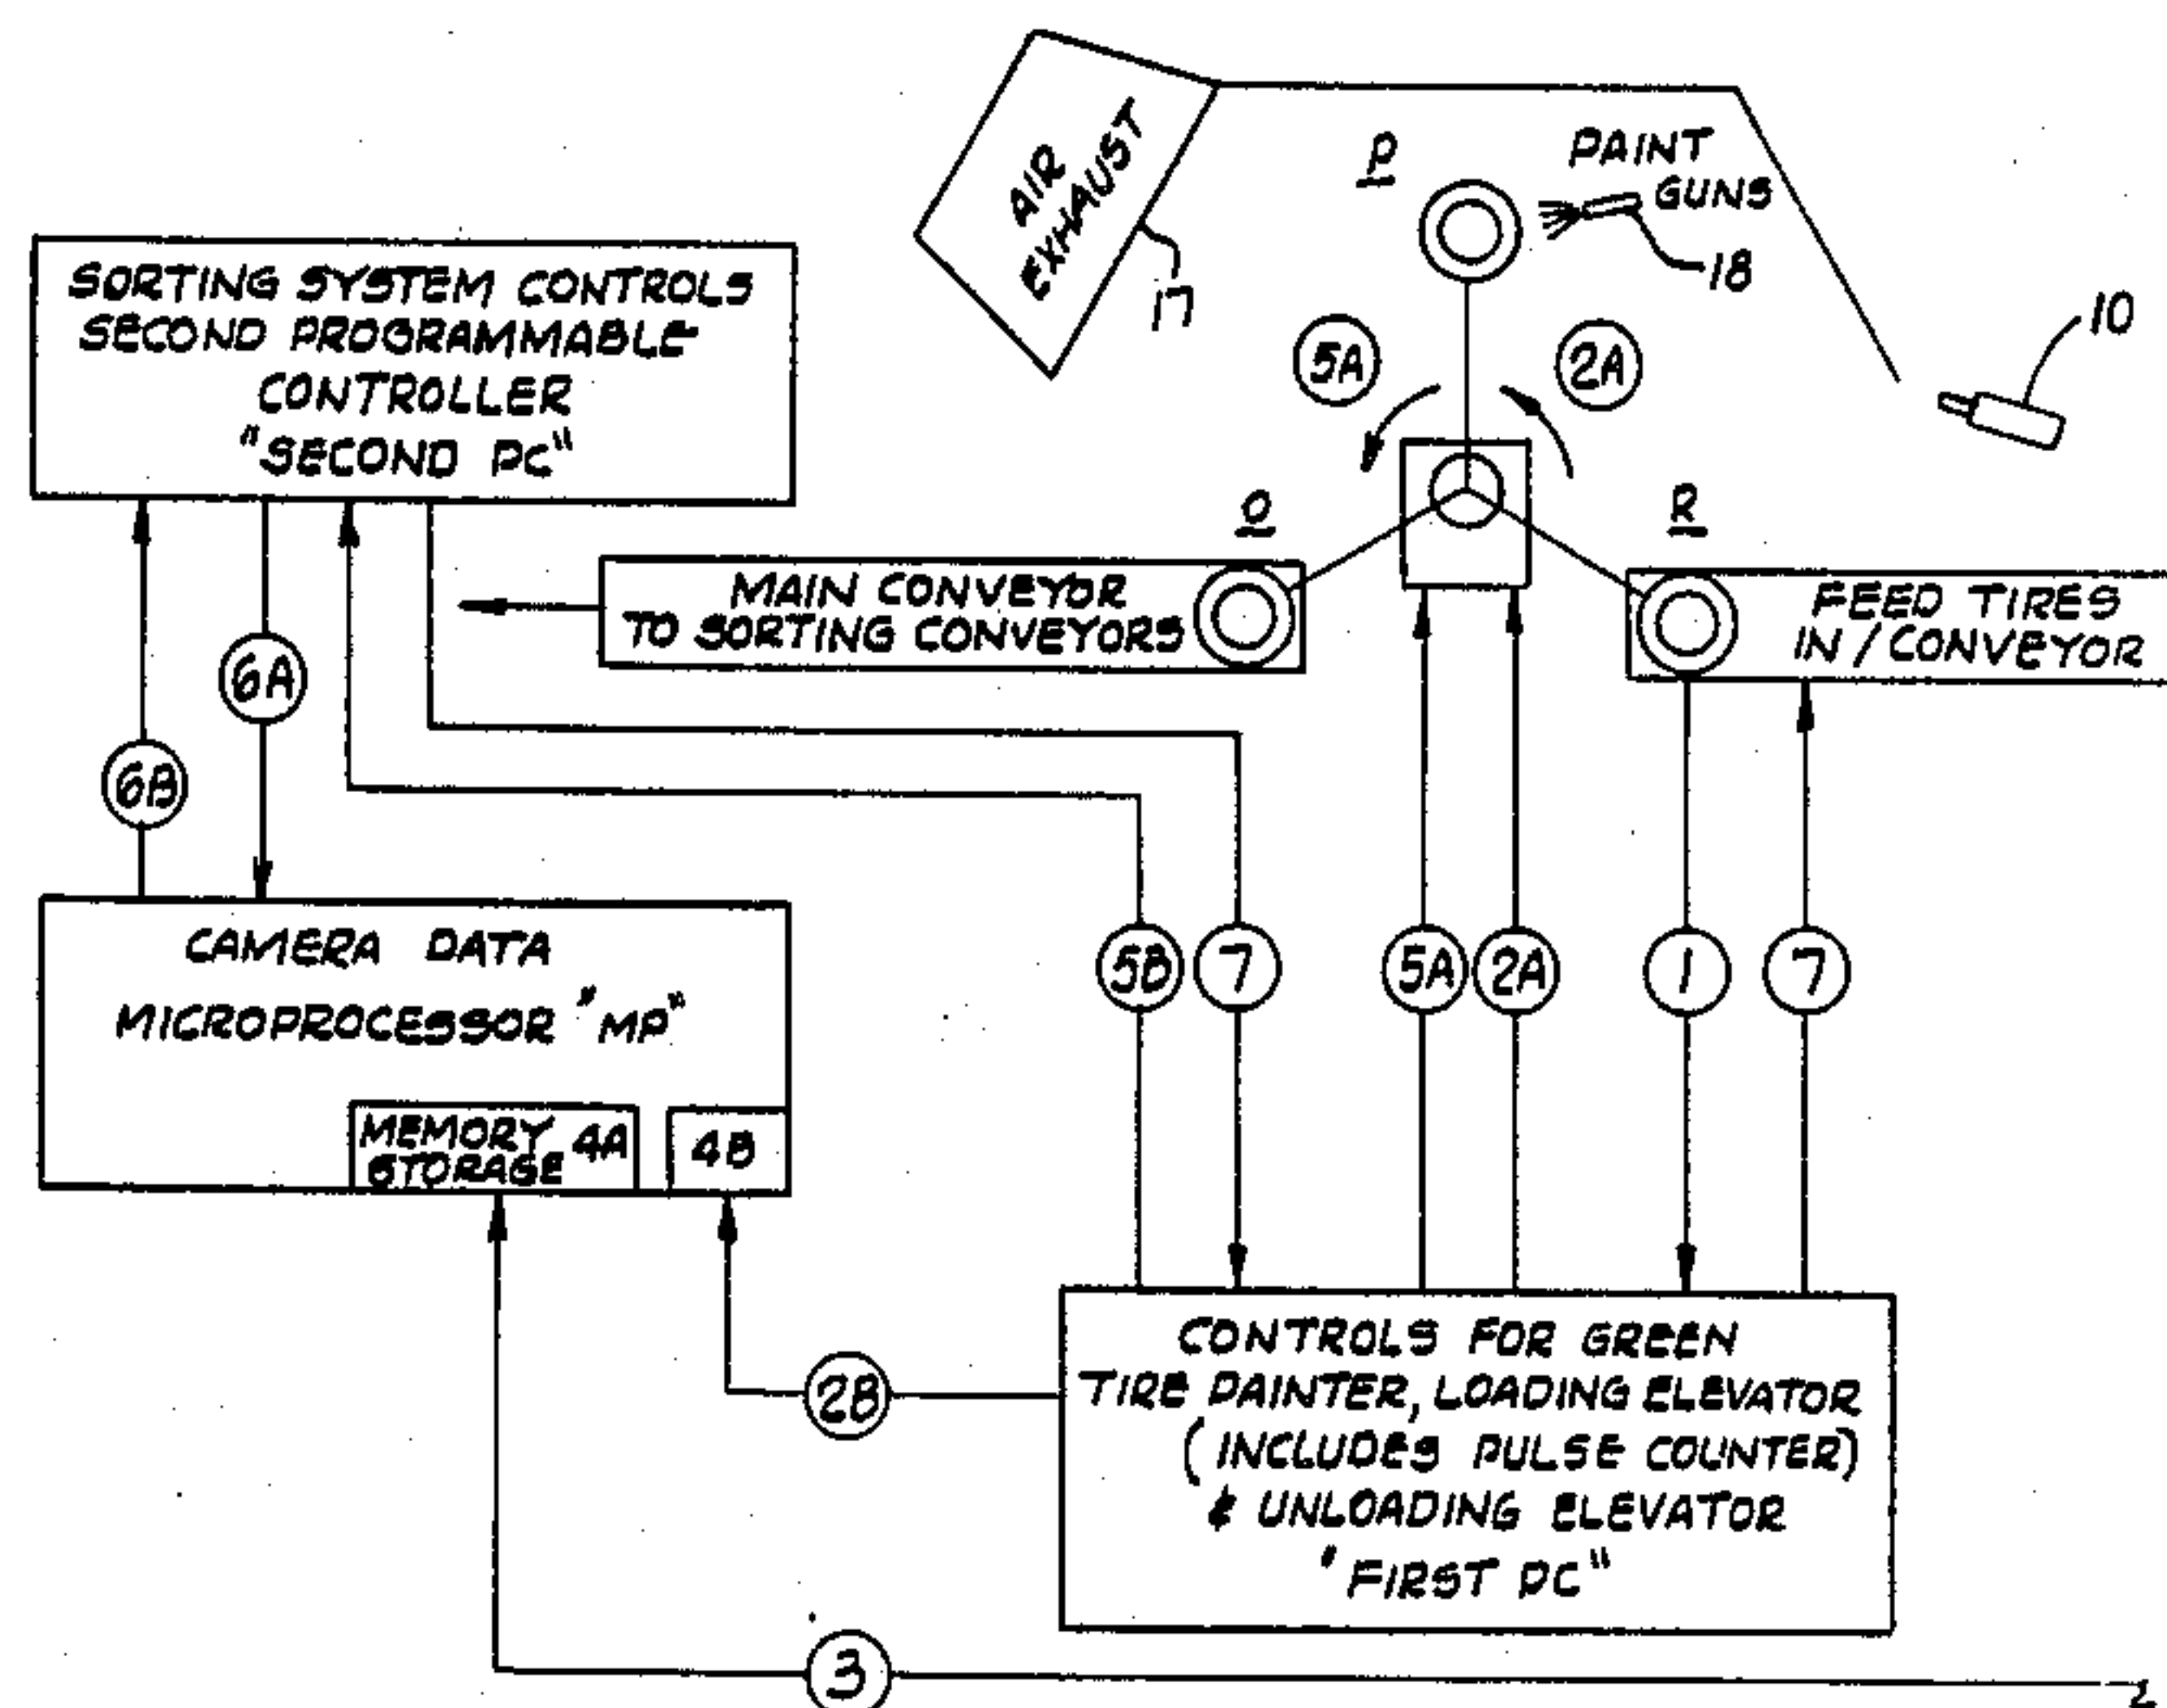 AIR
EXHAUST
17
P
PAINT
GUNS
18
10
5A
2A
SORTING SYSTEM CONTROLS
SECOND PROGRAMMABLE
CONTROLLER
"SECOND PC"
O
R
MAIN CONVEYOR
TO SORTING CONVEYORS
FEED TIRES
IN / CONVEYOR
6A
6B
5B
7
5A
2A
1
7
CAMERA DATA
MICROPROCESSOR "MP"
MEMORY
STORAGE 4A
4B
2B
CONTROLS FOR GREEN
TIRE PAINTER, LOADING ELEVATOR
(INCLUDES PULSE COUNTER)
& UNLOADING ELEVATOR
"FIRST PC"
3